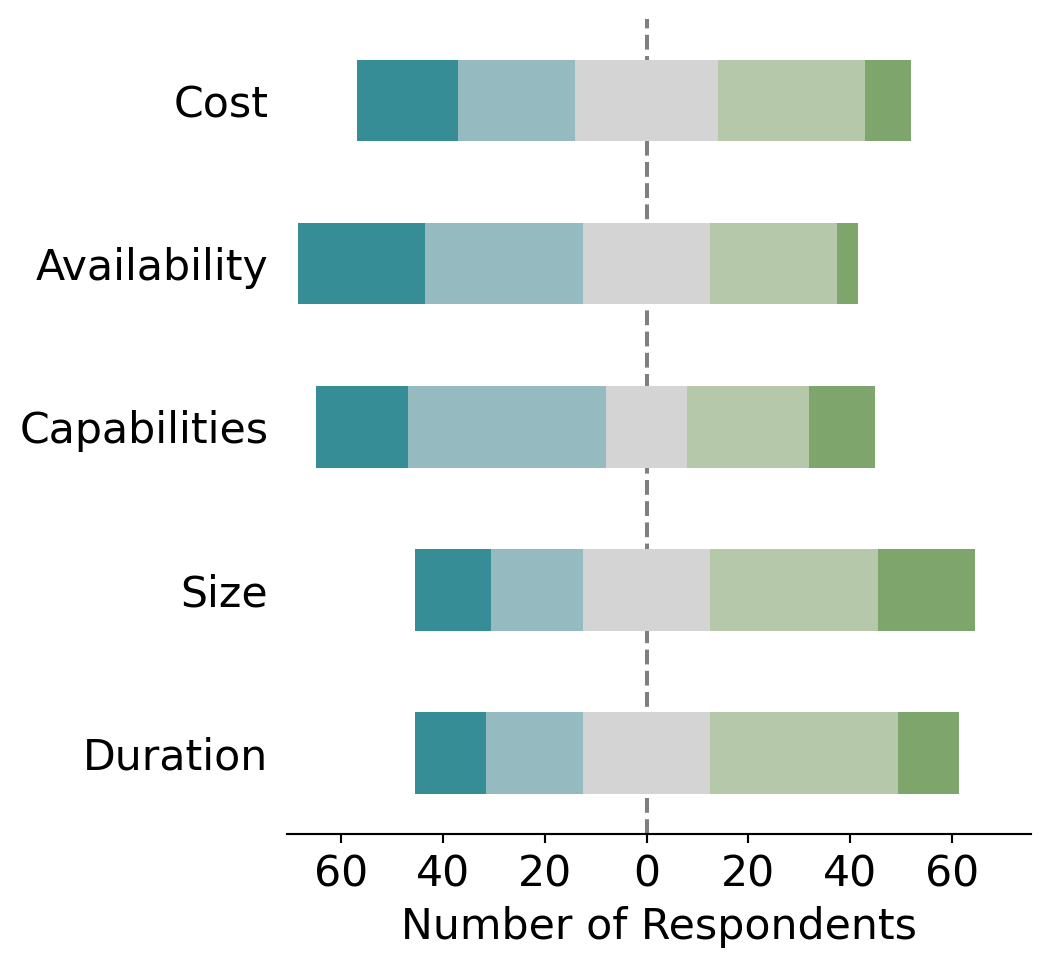 Cost
Availability
Capabilities
Size
Duration
60 40 20 0 20 40 60
Number of Respondents